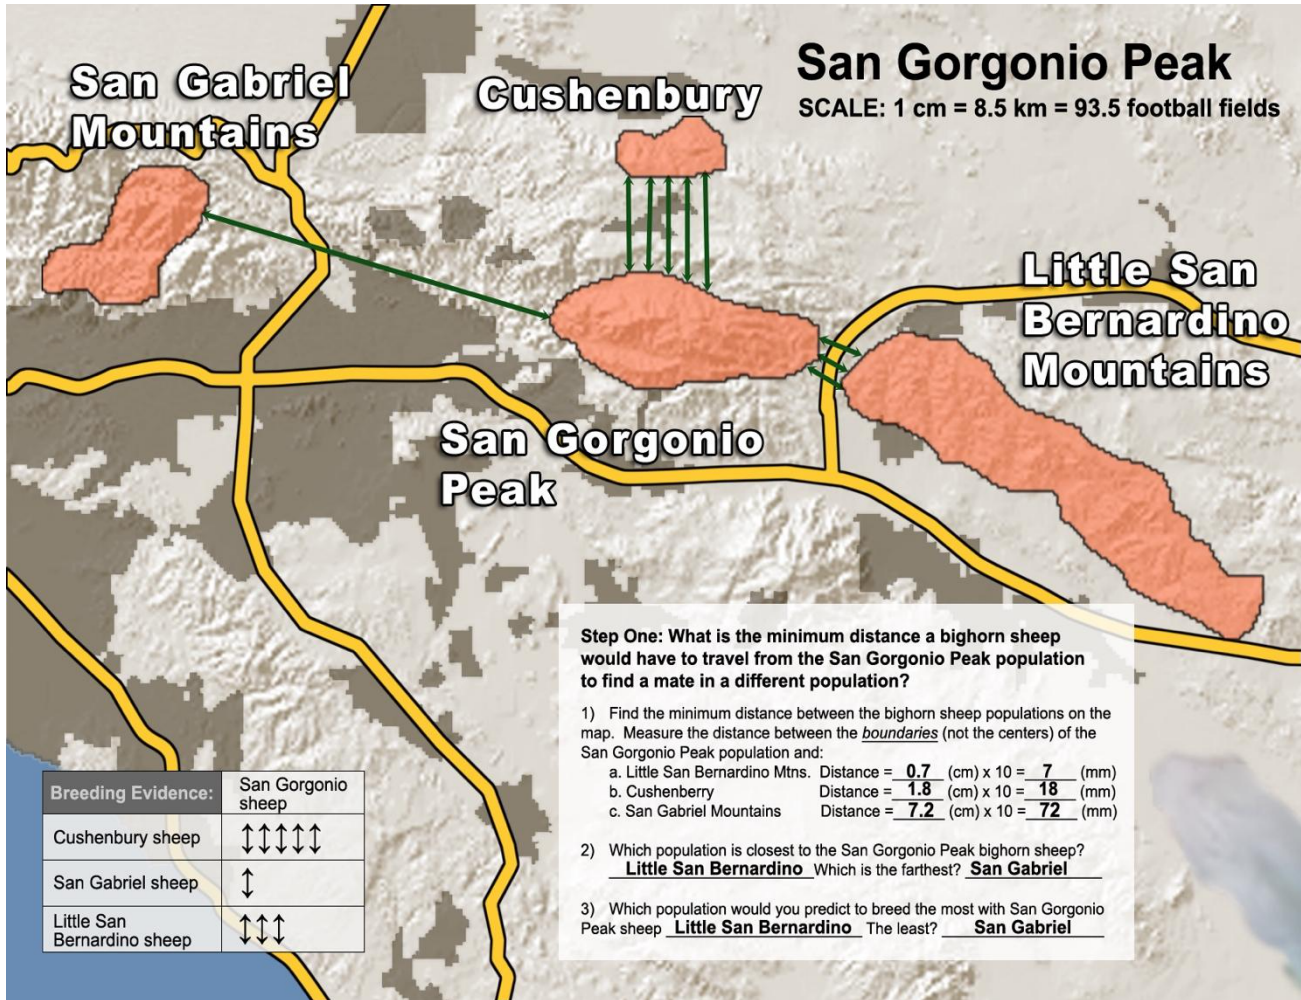 San Gorgonio Peak
SCALE: 1 cm = 8.5 km = 93.5 football fields
San Gabriel
Mountains
Cushenbury
Little San
Bernardino
Mountains
San Gorgonio
Peak
Step One: What is the minimum distance a bighorn sheep
would have to travel from the San Gorgonio Peak population
to find a mate in a different population?
1) Find the minimum distance between the bighorn sheep populations on the
map. Measure the distance between the boundaries (not the centers) of the
San Gorgonio Peak population and:
a. Little San Bernardino Mtns. Distance = 0.7 (cm) x 10 = 7 (mm)
b. Cushenberry Distance = 1.8 (cm) x 10 = 18 (mm)
c. San Gabriel Mountains Distance = 7.2 (cm) x 10 = 72 (mm)
2) Which population is closest to the San Gorgonio Peak bighorn sheep?
Little San Bernardino Which is the farthest? San Gabriel
3) Which population would you predict to breed the most with San Gorgonio
Peak sheep Little San Bernardino The least? San Gabriel
Breeding Evidence: San Gorgonio
sheep
Cushenbury sheep ↕↕↕↕↕
San Gabriel sheep ↕
Little San
Bernardino sheep ↕↕↕